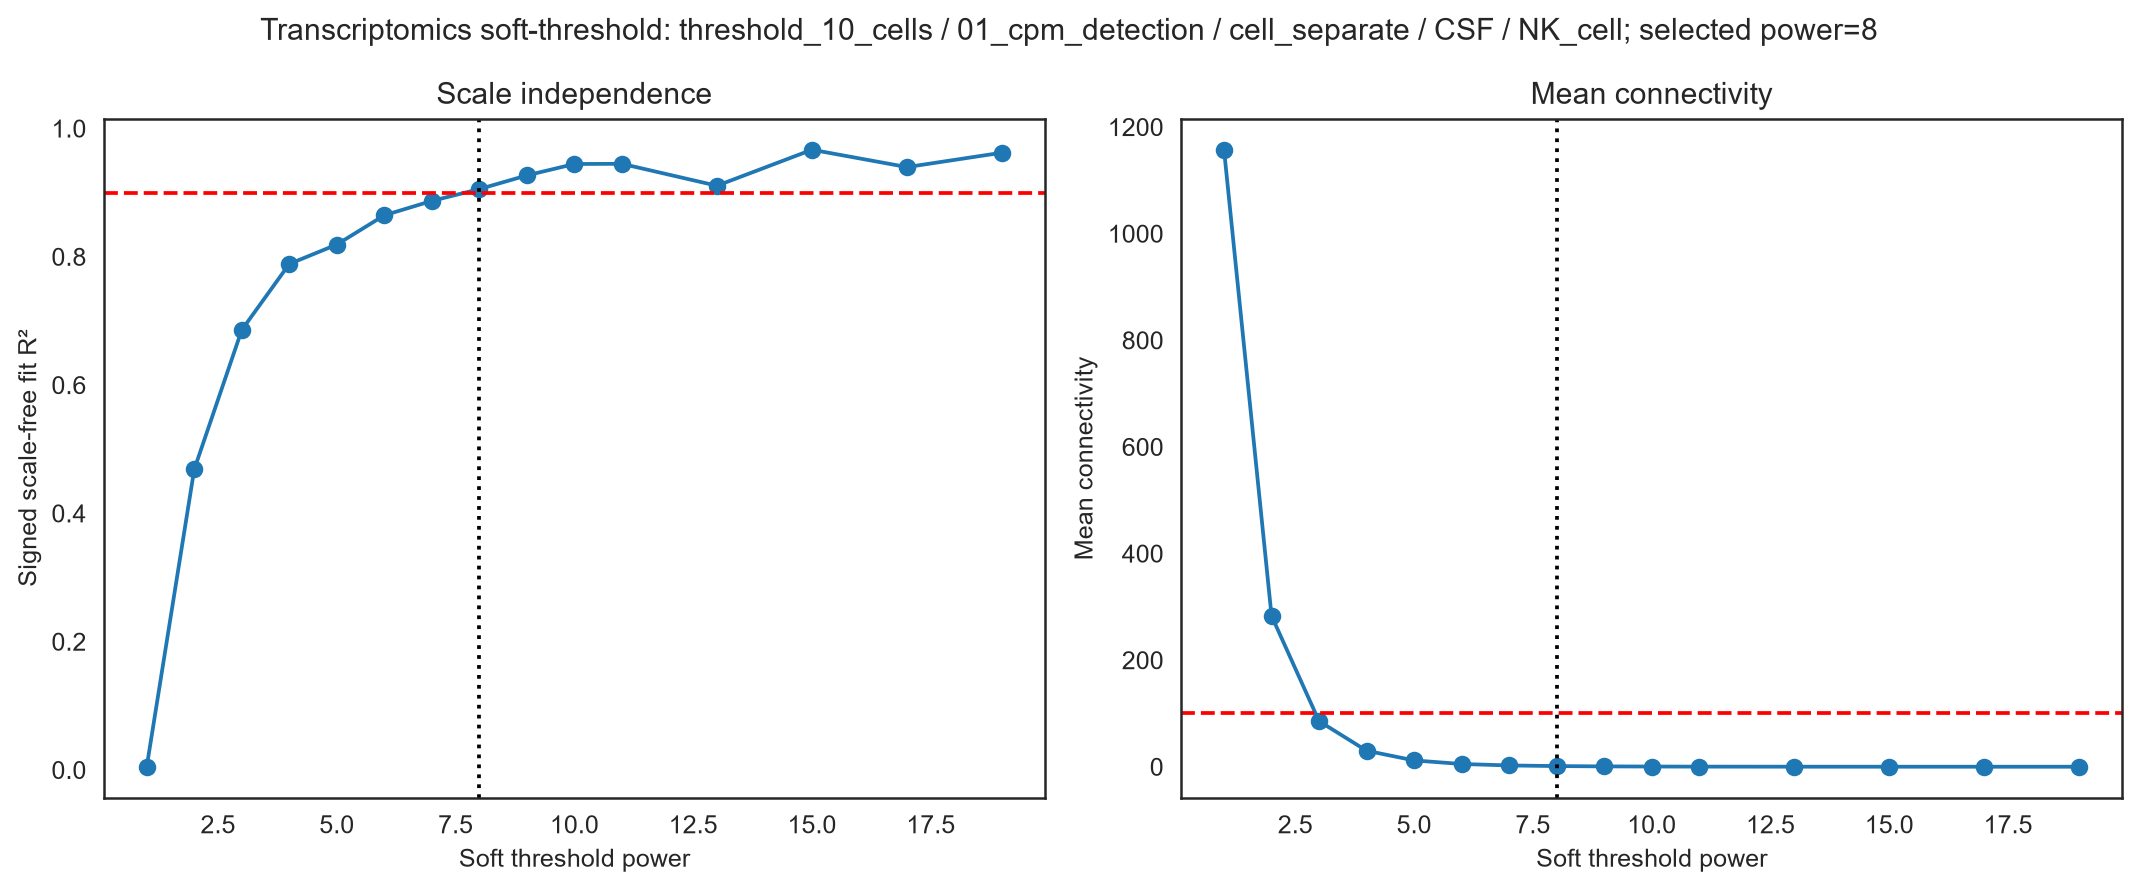 Transcriptomics soft-threshold: threshold_10_cells / 01_cpm_detection / cell_separate / CSF / NK_cell; selected power=8
Scale independence
Signed scale-free fit R²
1.0
0.8
0.6
0.4
0.2
0.0
2.5 5.0 7.5 10.0 12.5 15.0 17.5
Soft threshold power
Mean connectivity
Mean connectivity
1200
1000
800
600
400
200
0
2.5 5.0 7.5 10.0 12.5 15.0 17.5
Soft threshold power